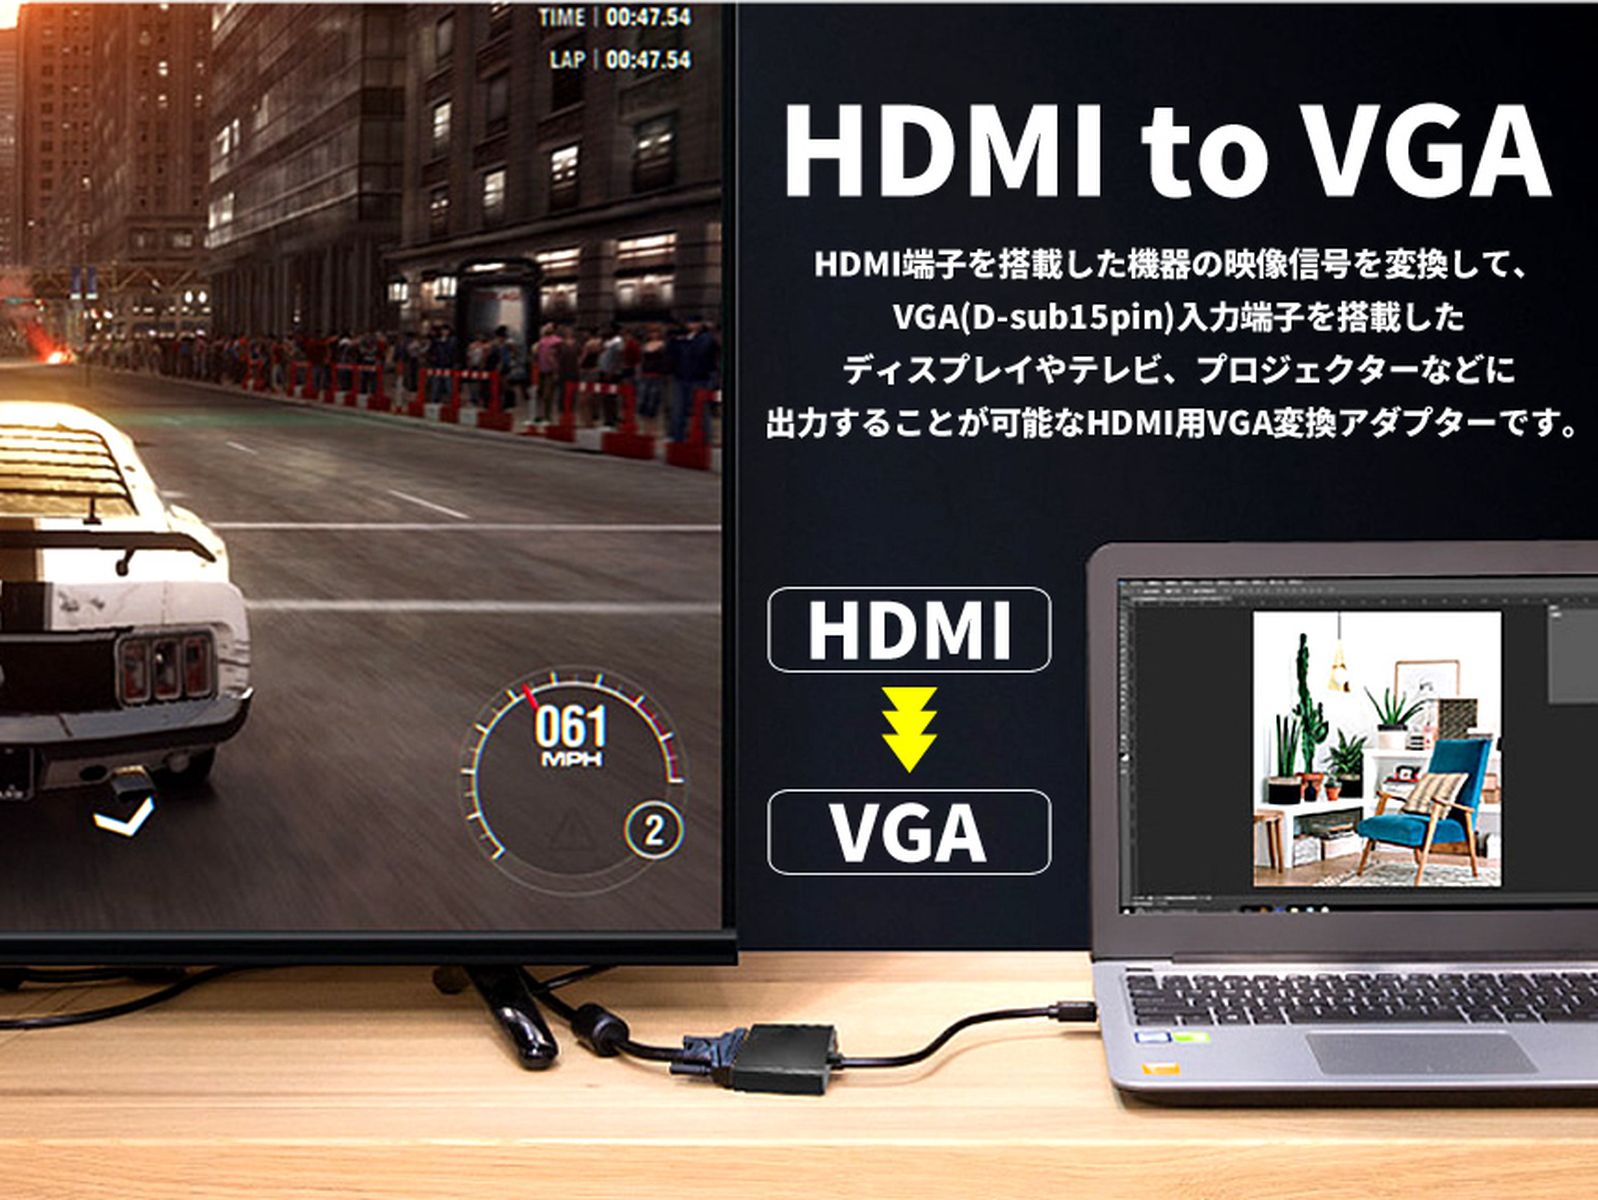 TIME | 00:47.54
LAP | 00:47.54
HDMI to VGA
HDMI端子を搭載した機器の映像信号を変換して、
VGA(D-sub15pin)入力端子を搭載した
ディスプレイやテレビ、プロジェクターなどに
出力することが可能なHDMI用VGA変換アダプターです。
HDMI
VGA
061
MPH
2